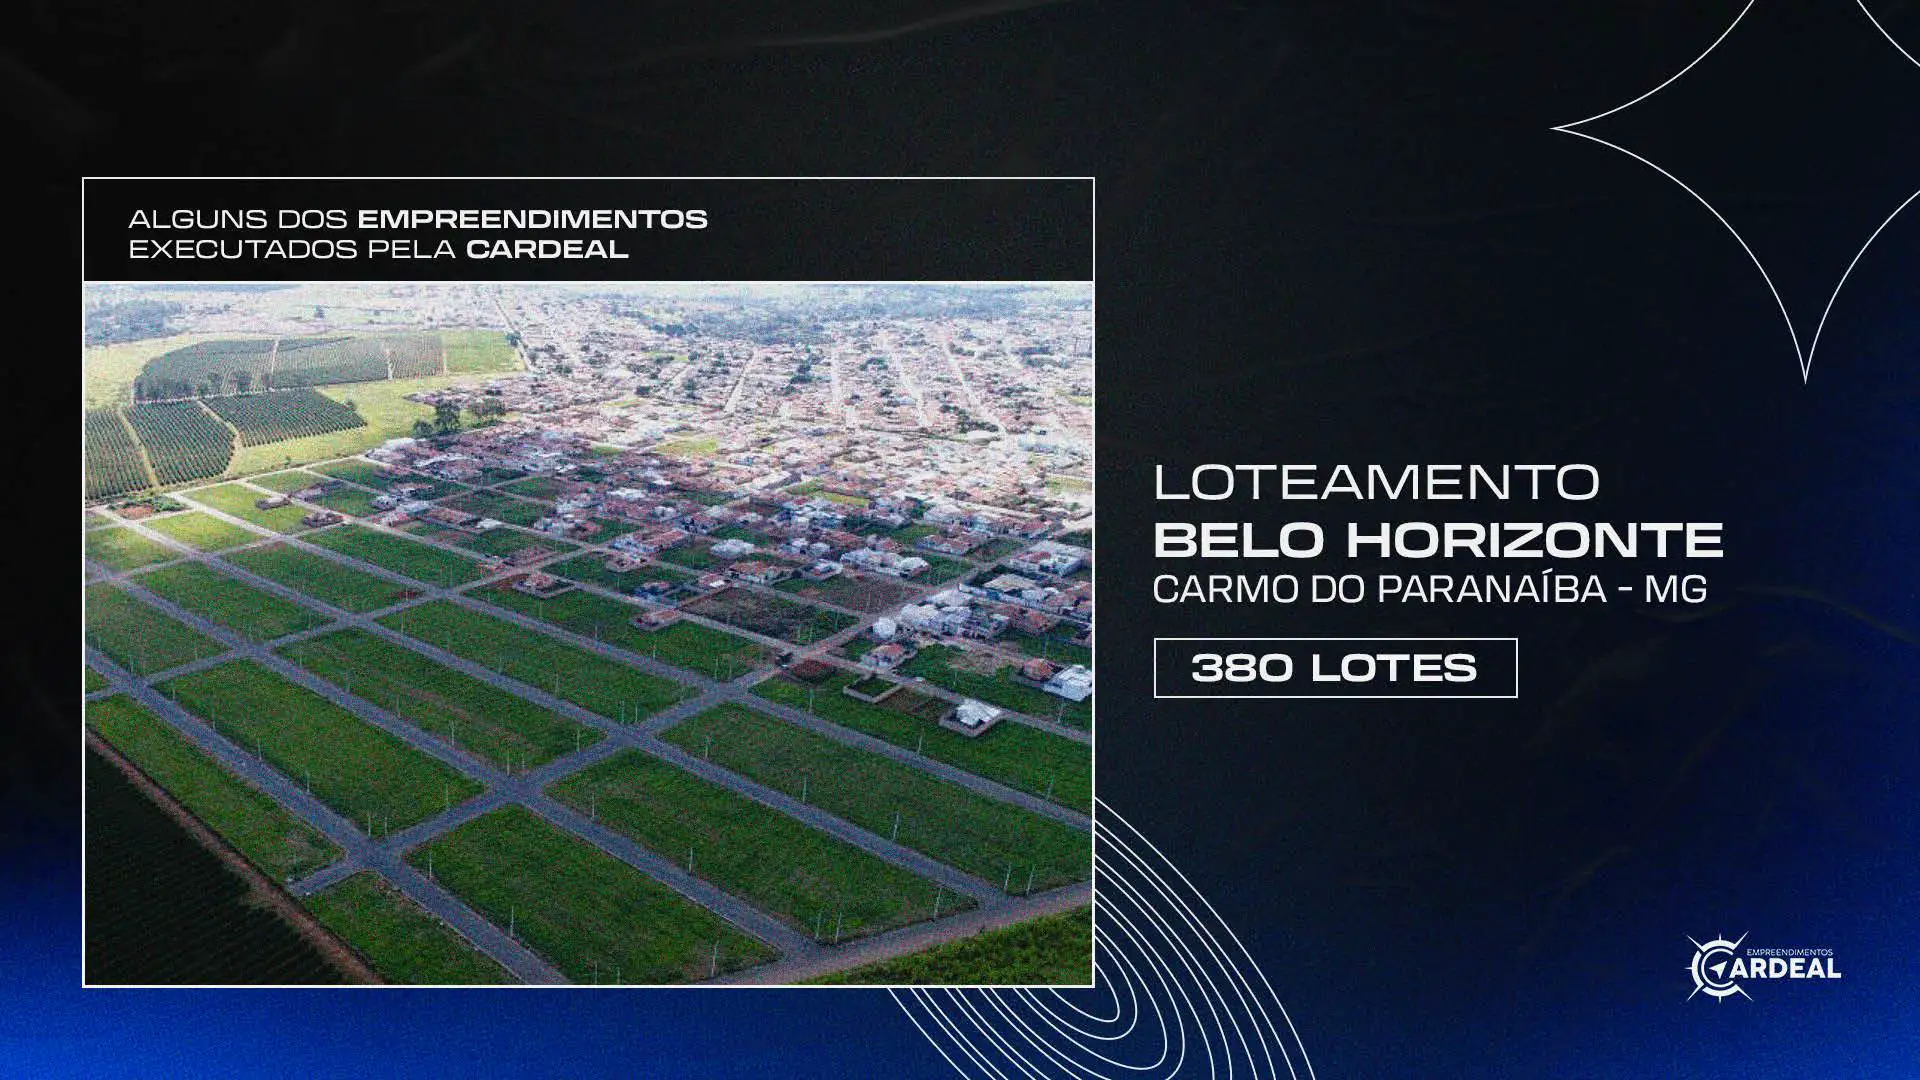 ALGUNS DOS EMPREENDIMENTOS
EXECUTADOS PELA CARDEAL
LOTEAMENTO
BELO HORIZONTE
CARMO DO PARANAÍBA - MG
380 LOTES
EMPREENDIMENTOS
CARDEAL